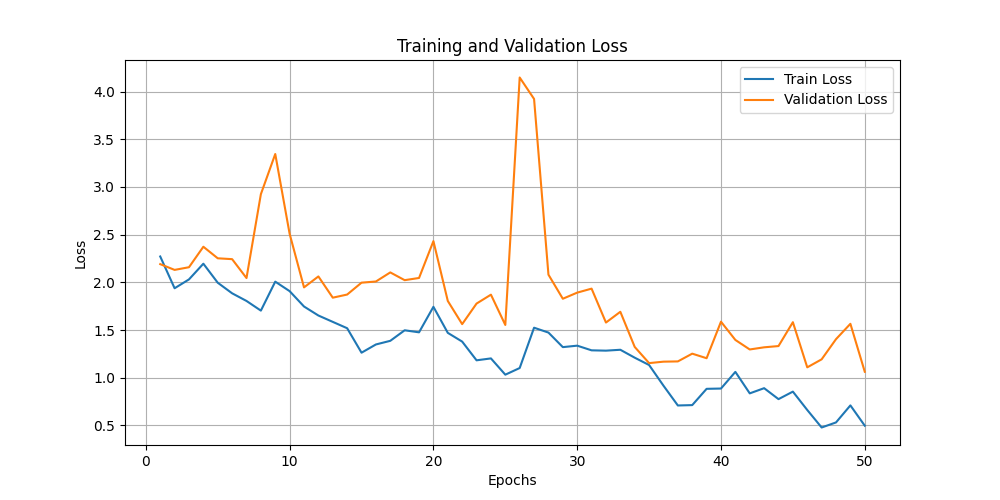 Training and Validation Loss
Train Loss
Validation Loss
4.0
3.5
3.0
2.5
2.0
1.5
1.0
0.5
Loss
0 10 20 30 40 50
Epochs